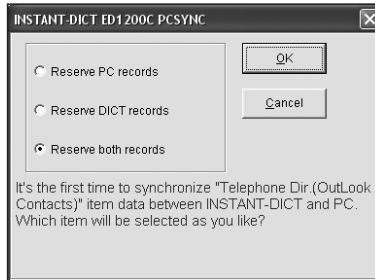 INSTANT-DICT ED1200C PCSYNC
Reserve PC records
OK
Reserve DICT records
Cancel
Reserve both records
It's the first time to synchronize "Telephone Dir.(OutLook
Contacts)" item data between INSTANT-DICT and PC.
Which item will be selected as you like?